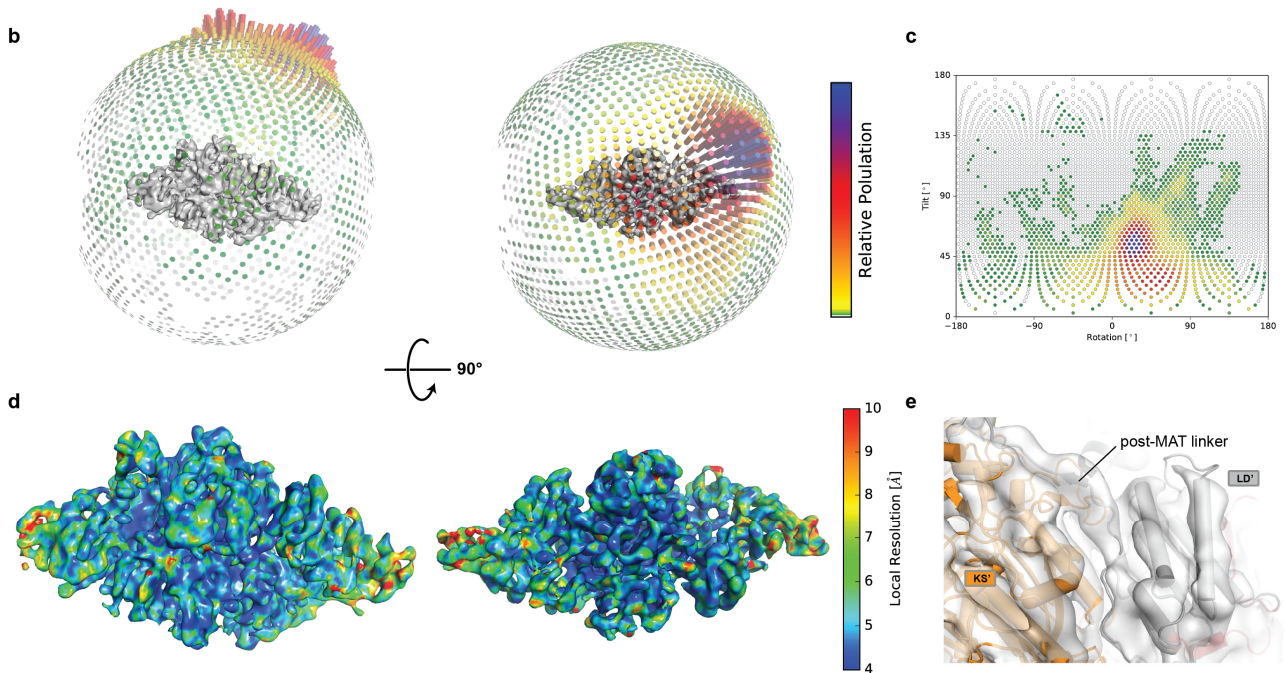 b
c
Relative Polulation
180
135
90
45
0
Tilt [°]
−180
−90
0
90
180
Rotation [°]
90°
d
e
10
9
8
7
6
5
4
Local Resolution [Å]
post-MAT linker
LD'
KS'